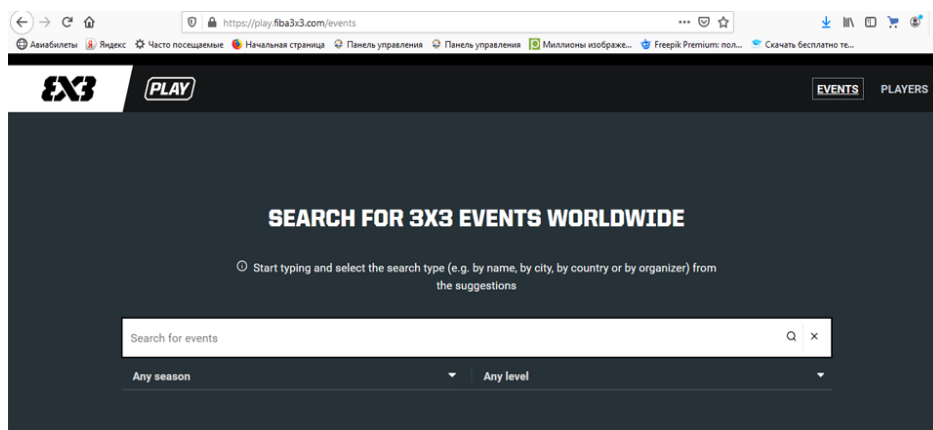 https://play.fiba3x3.com/events
Авиабилеты Яндекс Часто посещаемые Начальная страница Панель управления Панель управления Миллионы изображе... Freepik Premium: пол... Скачать бесплатно те...
3X3 PLAY EVENTS PLAYERS
SEARCH FOR 3X3 EVENTS WORLDWIDE
Start typing and select the search type (e.g. by name, by city, by country or by organizer) from
the suggestions
Search for events
Any season Any level